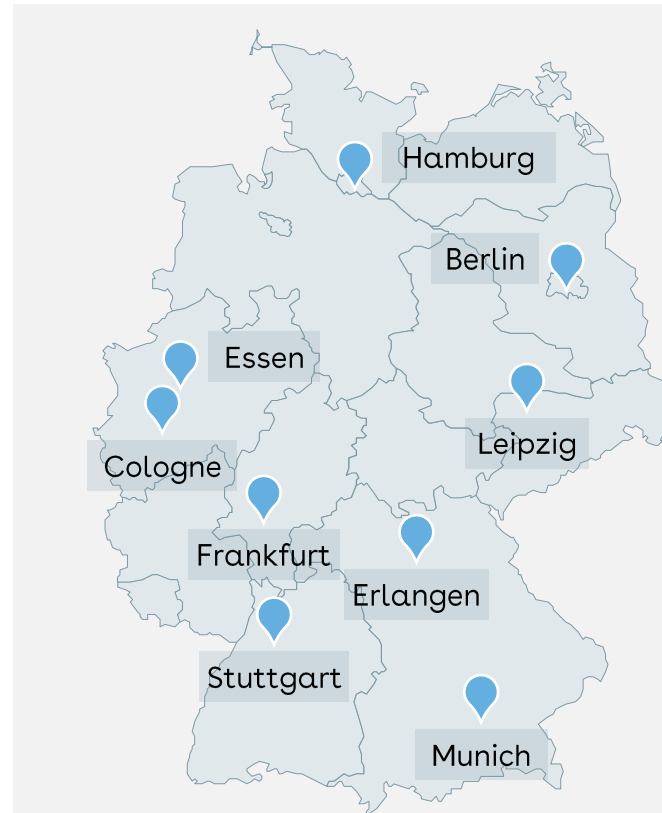 Hamburg
Berlin
Essen
Leipzig
Cologne
Frankfurt
Erlangen
Stuttgart
Munich